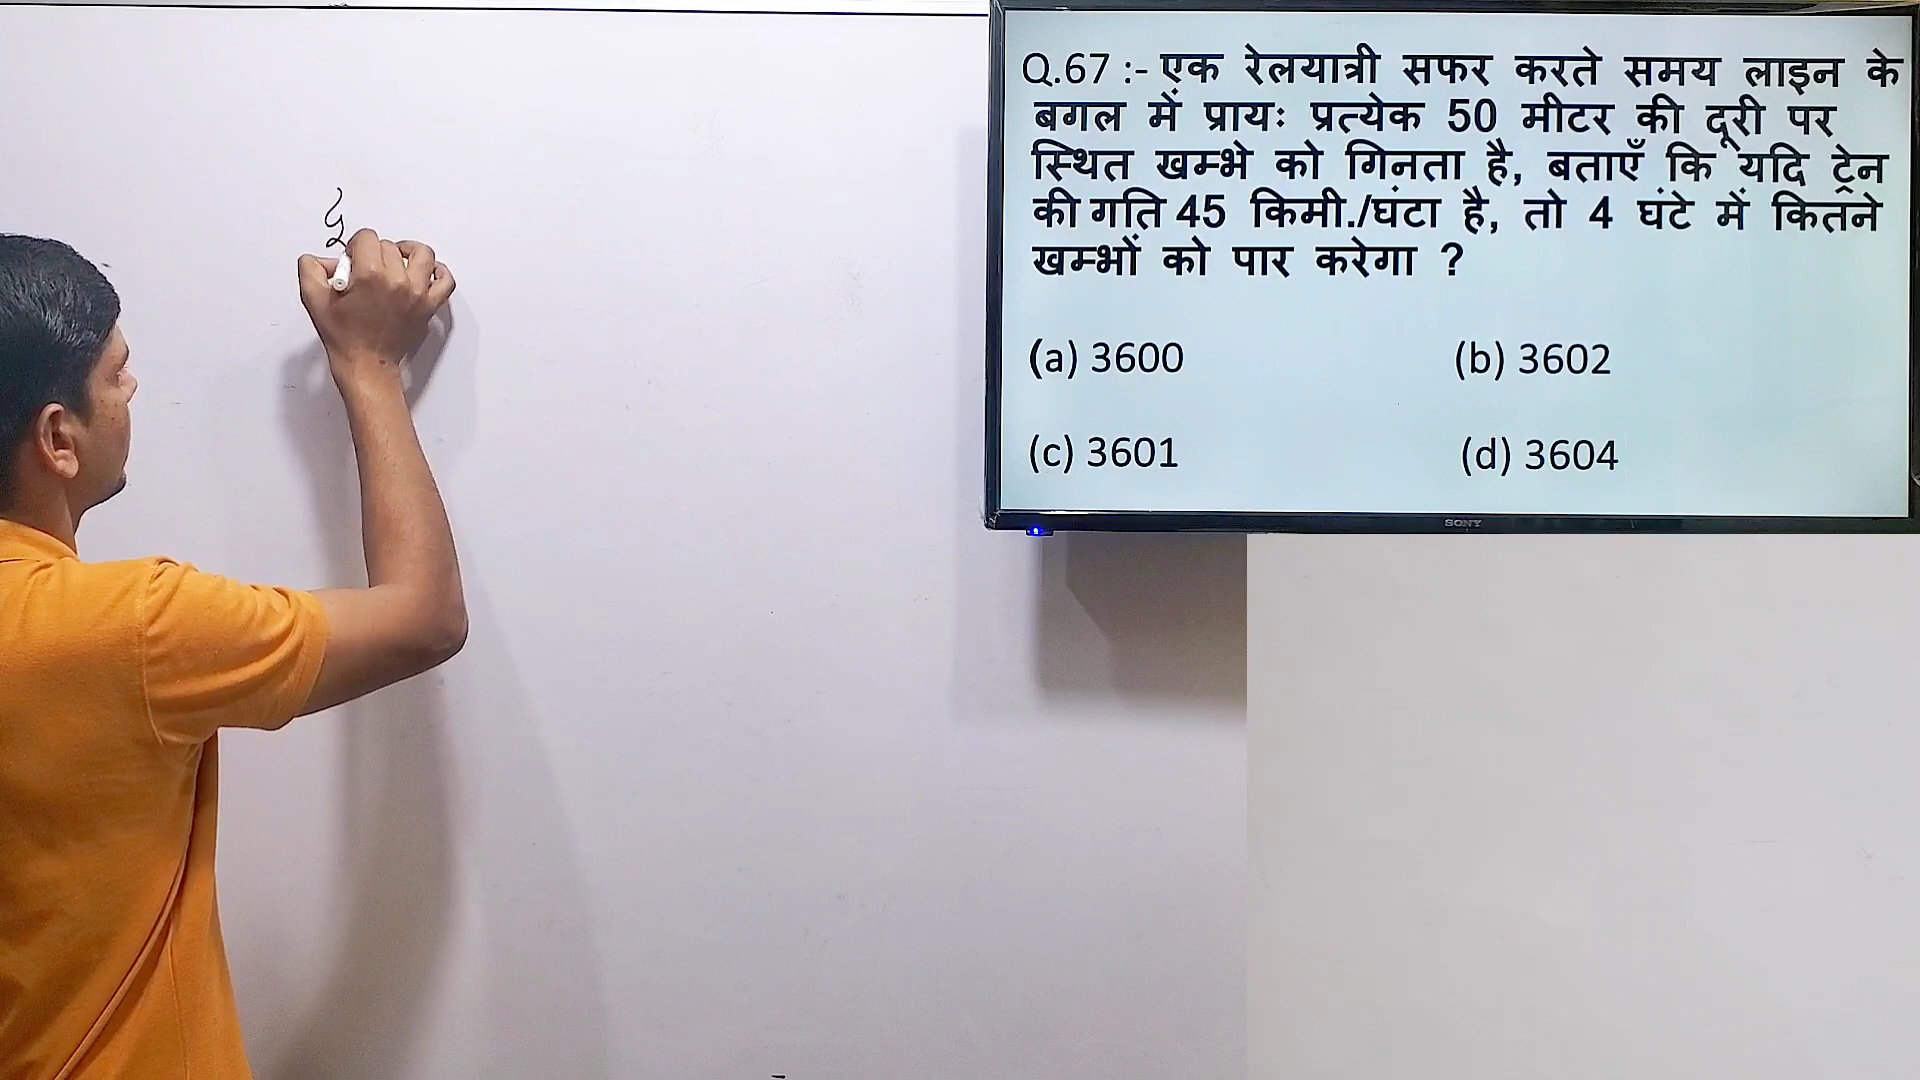 दू
Q.67 :- एक रेलयात्री सफर करते समय लाइन के
बगल में प्रायः प्रत्येक 50 मीटर की दूरी पर
स्थित खम्भे को गिनता है, बताएँ कि यदि ट्रेन
की गति 45 किमी./घंटा है, तो 4 घंटे में कितने
खम्भों को पार करेगा ?
(a) 3600 (b) 3602
(c) 3601 (d) 3604
SONY